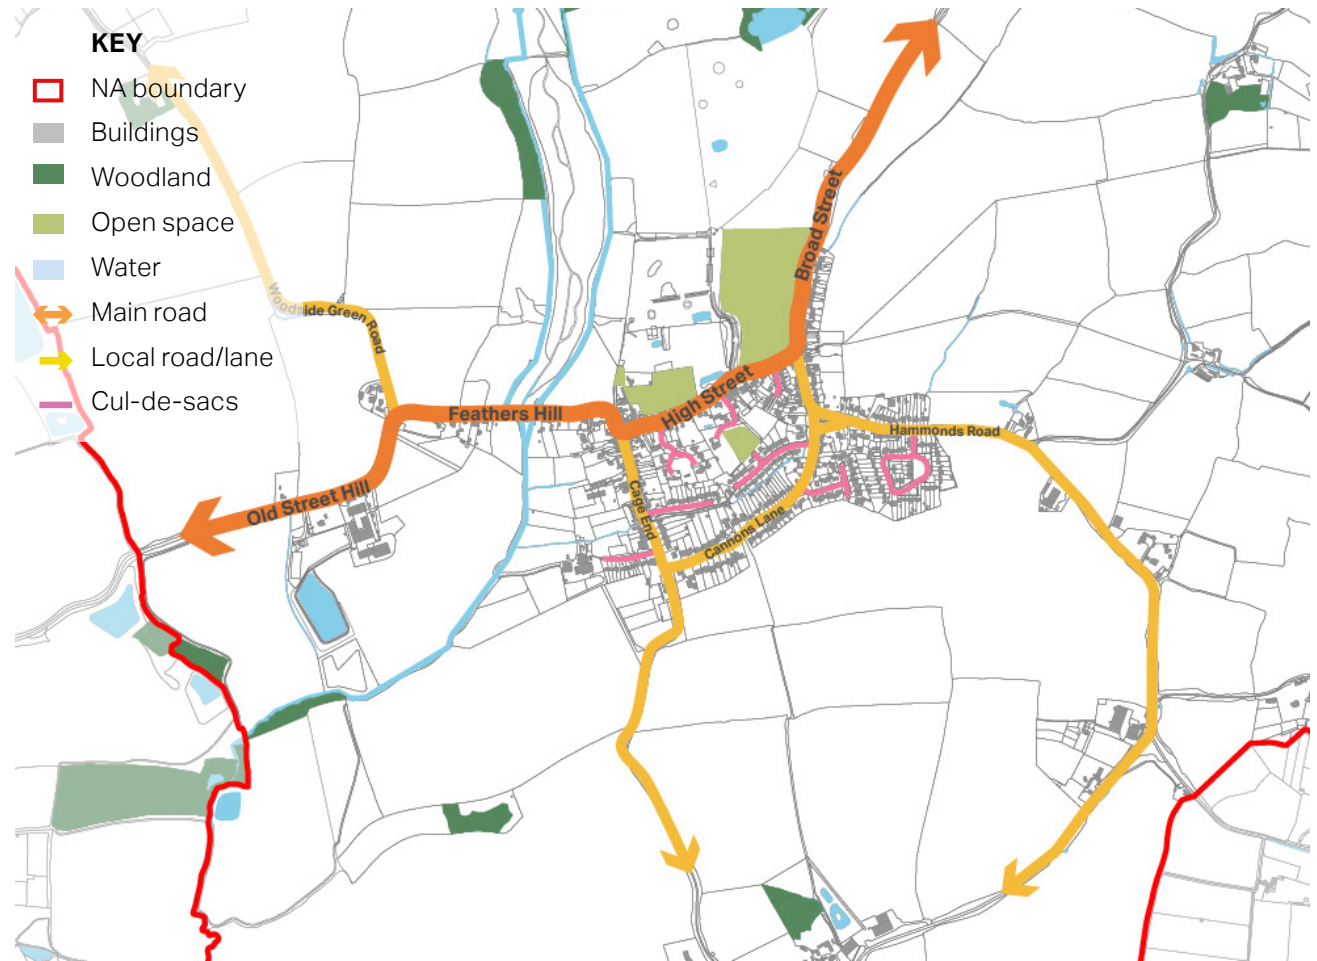 KEY
NA boundary
Buildings
Woodland
Open space
Water
Main road
Local road/lane
Cul-de-sacs
Broad Street
Woodside Green Road
High Street
Feathers Hill
Hammonds Road
Old Street Hill
Cage End
Cannons Lane